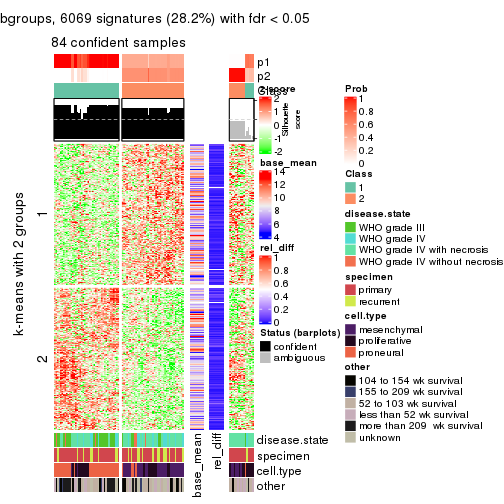 bgroups, 6069 signatures (28.2%) with fdr < 0.05
84 confident samples
p1
p2
Class
Silhouette
score
k-means with 2 groups
1
2
base_mean
rel_diff
disease.state
specimen
cell.type
other
Z-score
2
1
0
-1
-2
base_mean
14
12
10
8
6
4
rel_diff
1
0.8
0.6
0.4
0.2
0
Status (barplots)
confident
ambiguous
Prob
1
0.8
0.6
0.4
0.2
0
Class
1
2
disease.state
WHO grade III
WHO grade IV
WHO grade IV with necrosis
WHO grade IV without necrosis
specimen
primary
recurrent
cell.type
mesenchymal
proliferative
proneural
other
104 to 154 wk survival
155 to 209 wk survival
52 to 103 wk survival
less than 52 wk survival
more than 209  wk survival
unknown